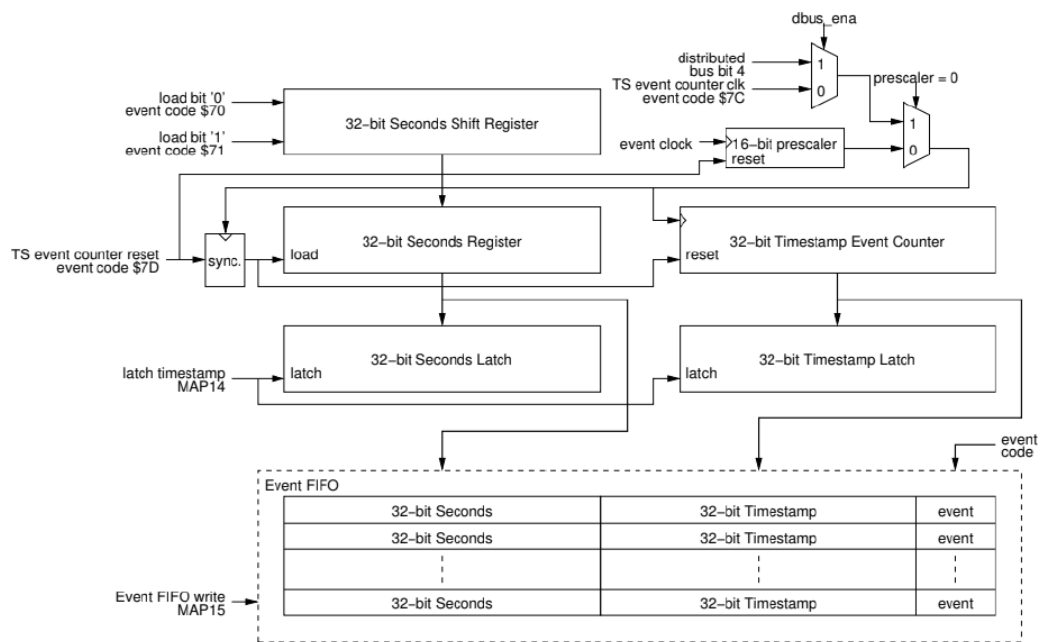 dbus_ena
distributed
bus bit 4
TS event counter clk
event code $7C
1
0
prescaler = 0
1
0
load bit '0'
event code $70
load bit '1'
event code $71
32-bit Seconds Shift Register
event clock
16-bit prescaler
reset
TS event counter reset
event code $7D
sync.
32-bit Seconds Register
load
32-bit Timestamp Event Counter
reset
latch timestamp
MAP14
32-bit Seconds Latch
latch
32-bit Timestamp Latch
latch
event
code
Event FIFO
32-bit Seconds 32-bit Timestamp event
32-bit Seconds 32-bit Timestamp event
Event FIFO write
MAP15
32-bit Seconds 32-bit Timestamp event